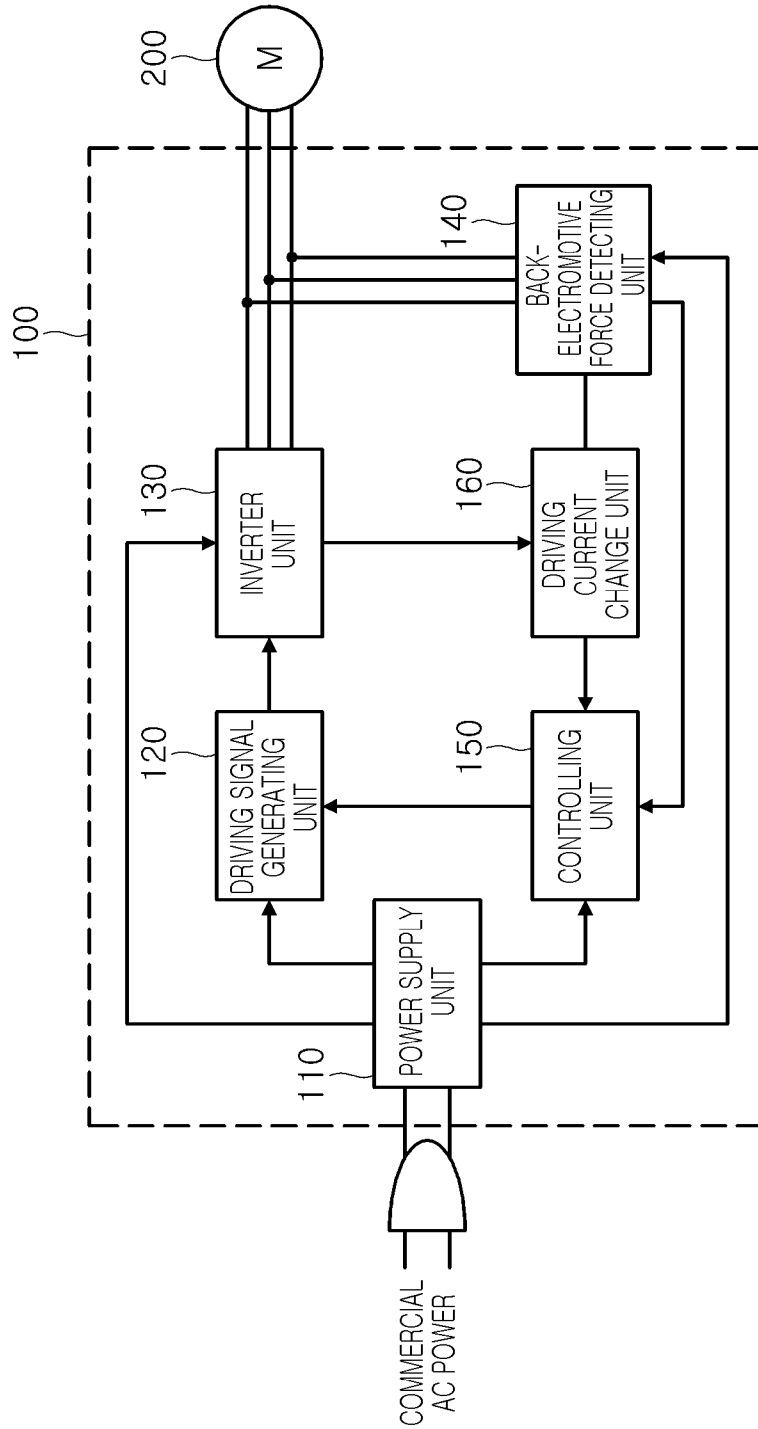 100
200
M
130
INVERTER
UNIT
120
DRIVING SIGNAL
GENERATING
UNIT
140
BACK-
ELECTROMOTIVE
FORCE DETECTING
UNIT
160
DRIVING
CURRENT
CHANGE UNIT
150
CONTROLLING
UNIT
110
POWER SUPPLY
UNIT
COMMERCIAL
AC POWER